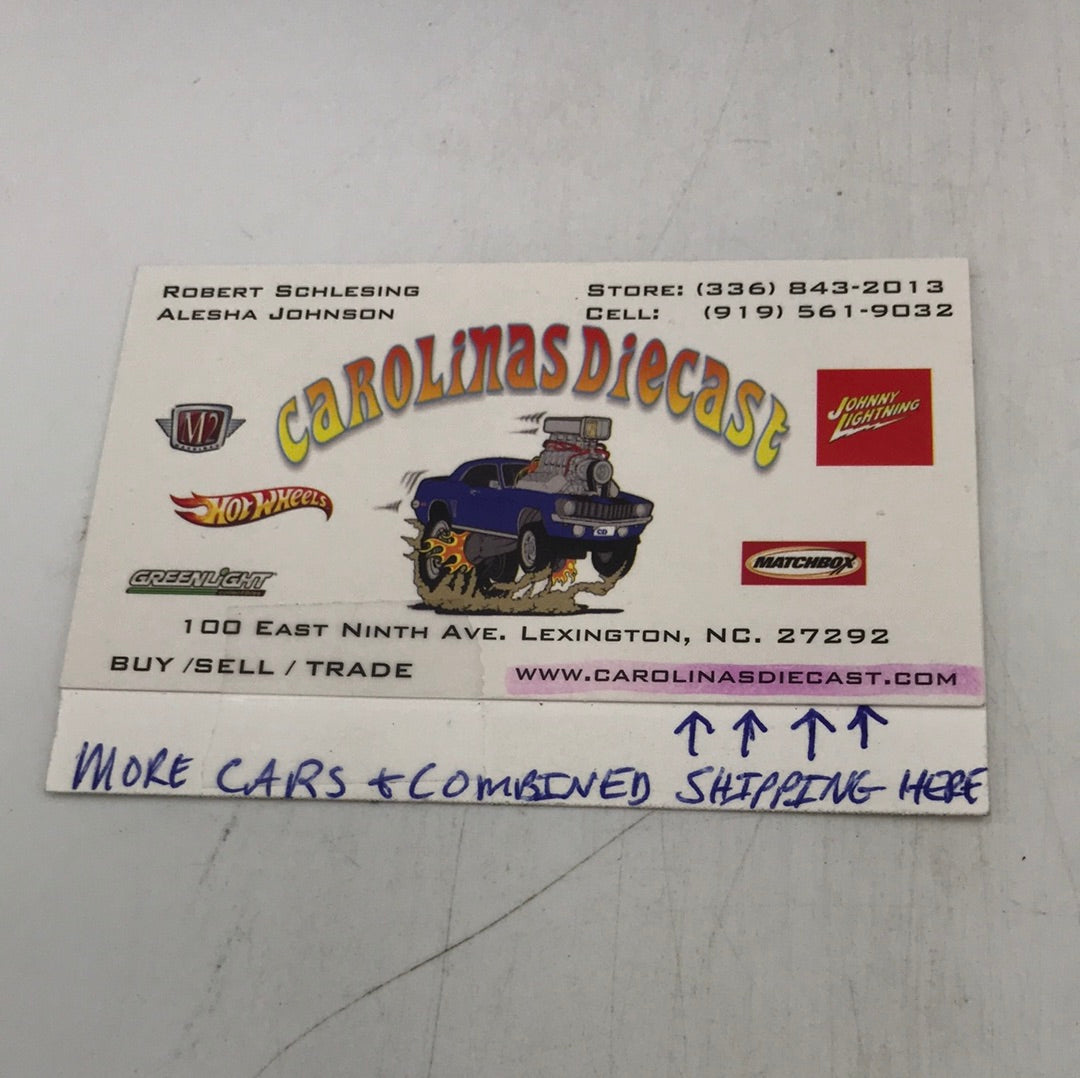 Robert Schlesing
Alesha Johnson
Store: (336) 843-2013
Cell: (919) 561-9032
Carolinas Diecast
M2
Johnny Lightning
Hot Wheels
CD
GreenLight
MATCHBOX
100 East Ninth Ave. Lexington, NC. 27292
BUY /SELL / TRADE
www.carolinasdiecast.com
↑ ↑ ↑ ↑
MORE CARS & COMBINED SHIPPING HERE